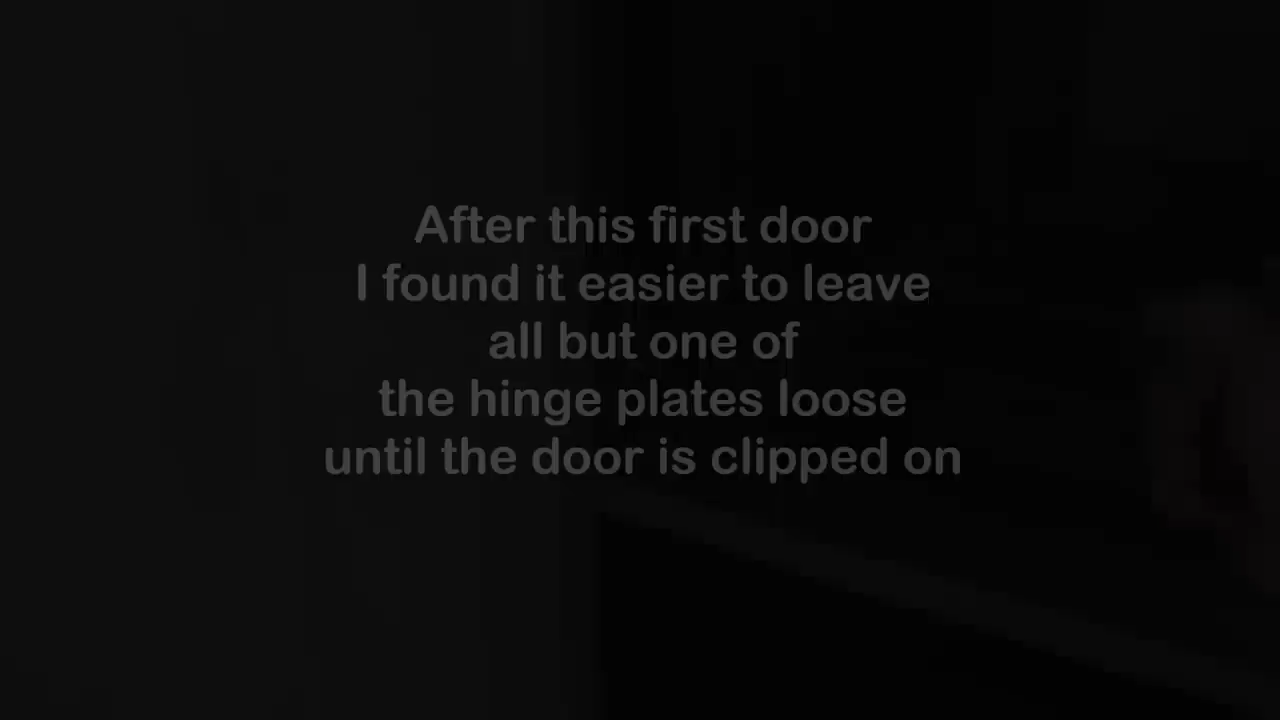 After this first door
I found it easier to leave
all but one of
the hinge plates loose
until the door is clipped on